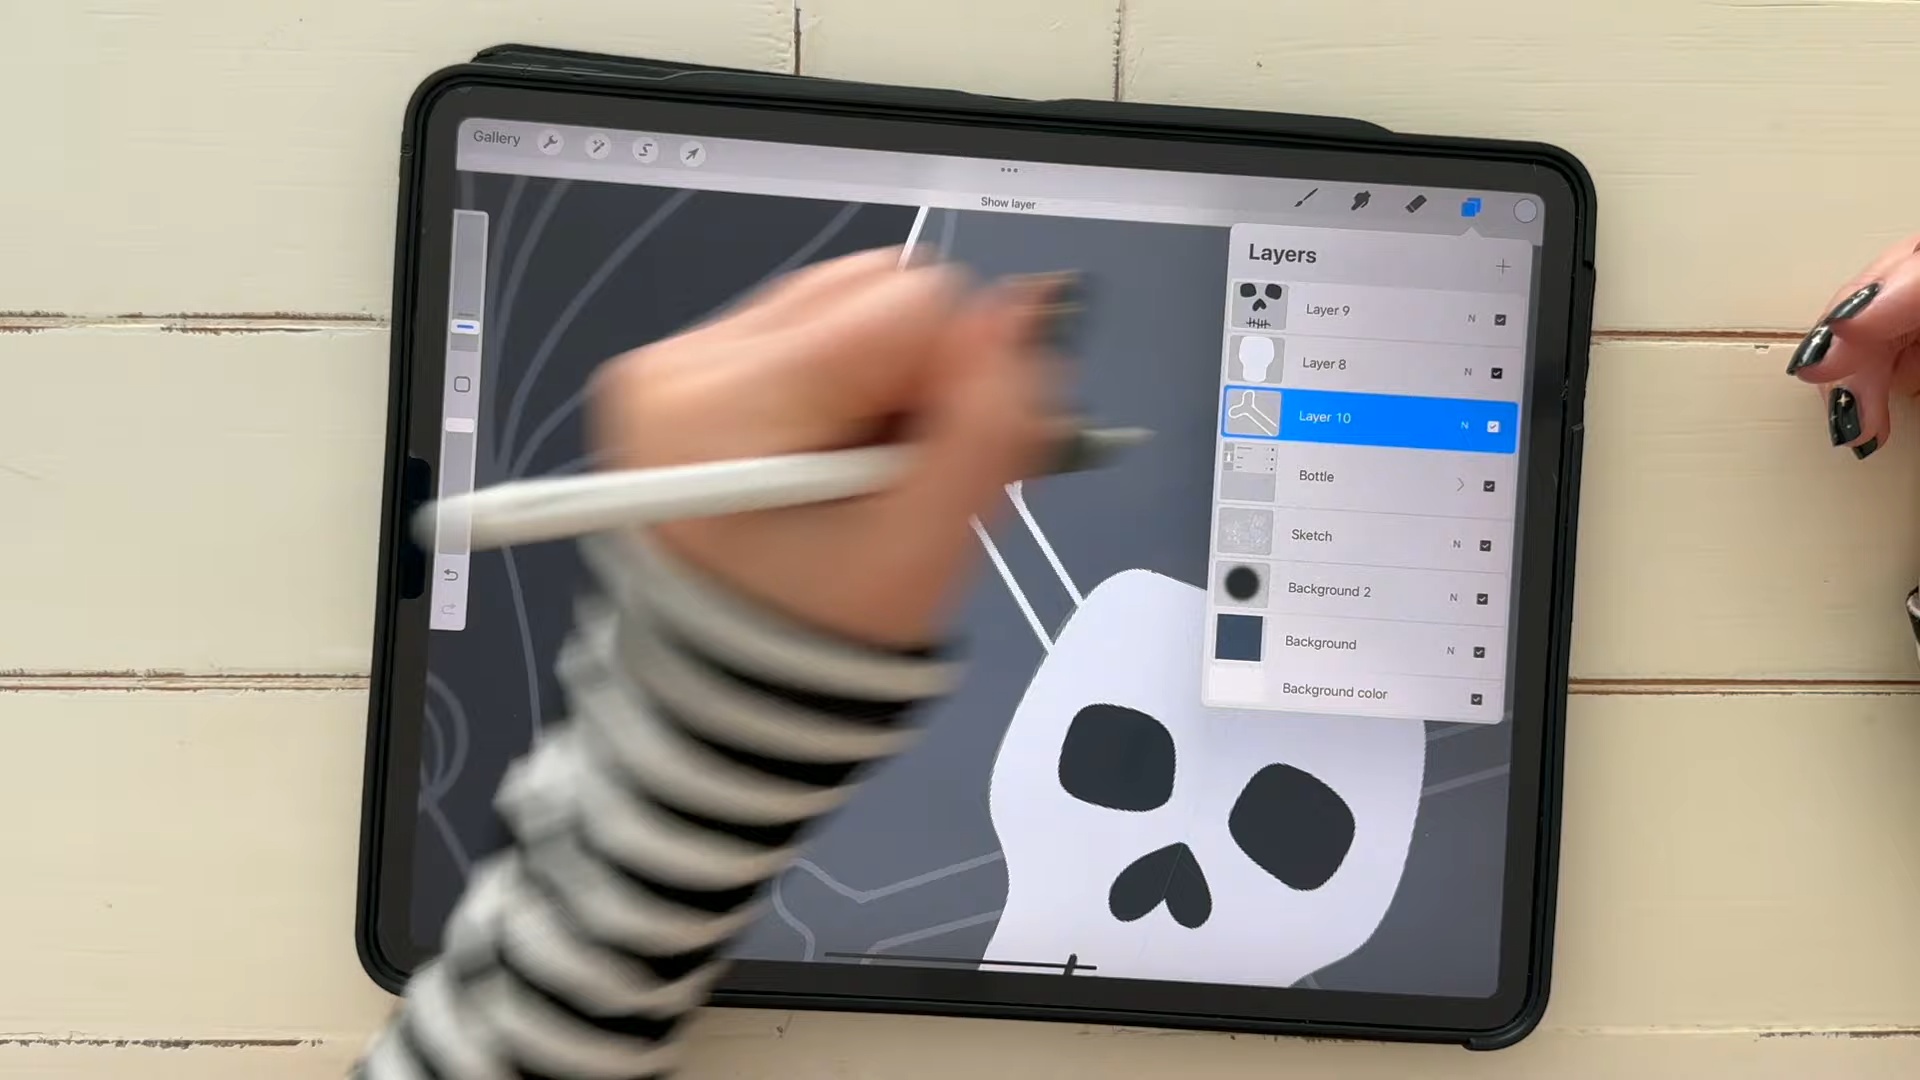 Gallery
Show layer
Layers
Layer 9 N
Layer 8 N
Layer 10 N
Bottle
Sketch N
Background 2 N
Background N
Background color